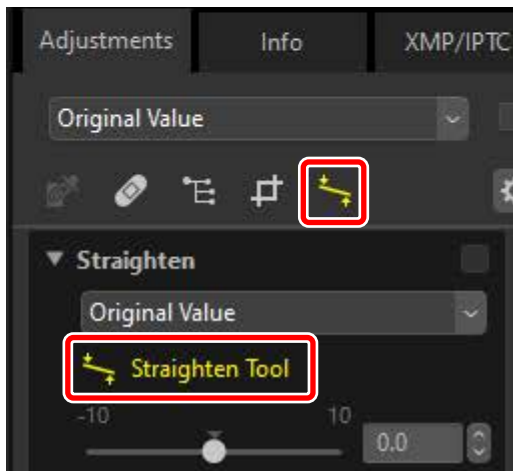 Adjustments Info XMP/IPTC
Original Value
Straighten
Original Value
Straighten Tool
-10 10
0.0